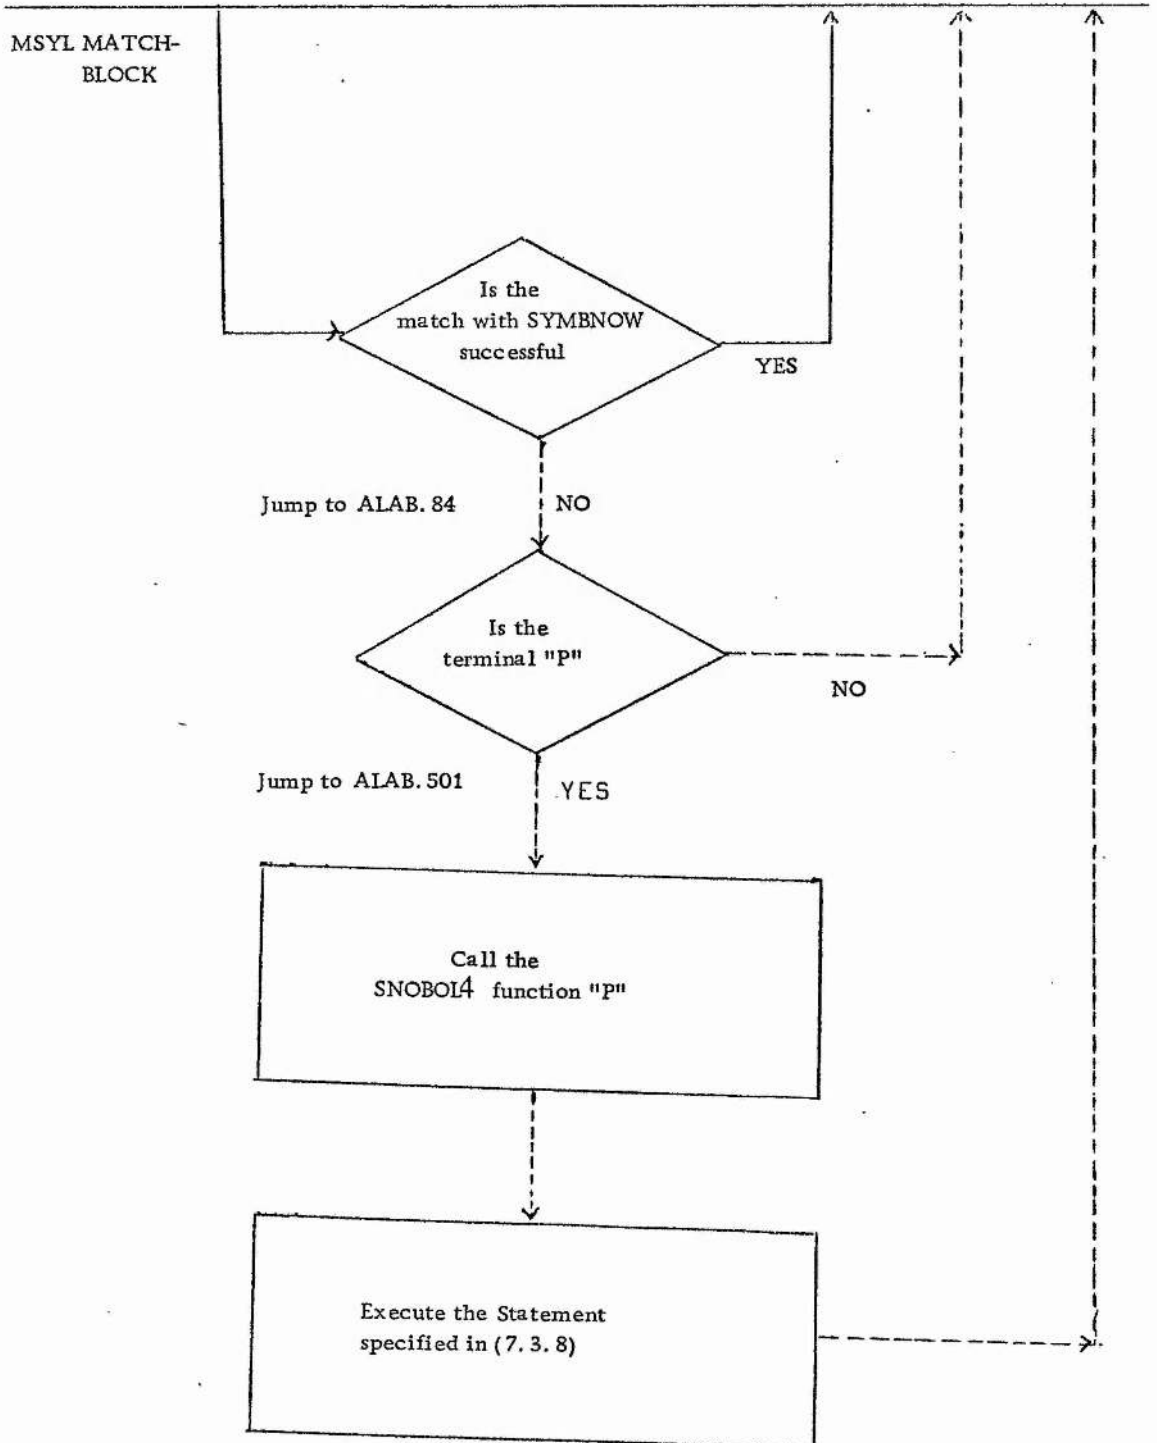 MSYL MATCH-
BLOCK
Is the
match with SYMBNOW
successful
YES
Jump to ALAB. 84
NO
Is the
terminal "P"
NO
Jump to ALAB. 501
YES
Call the
SNOBOL4 function "P"
Execute the Statement
specified in (7. 3. 8)